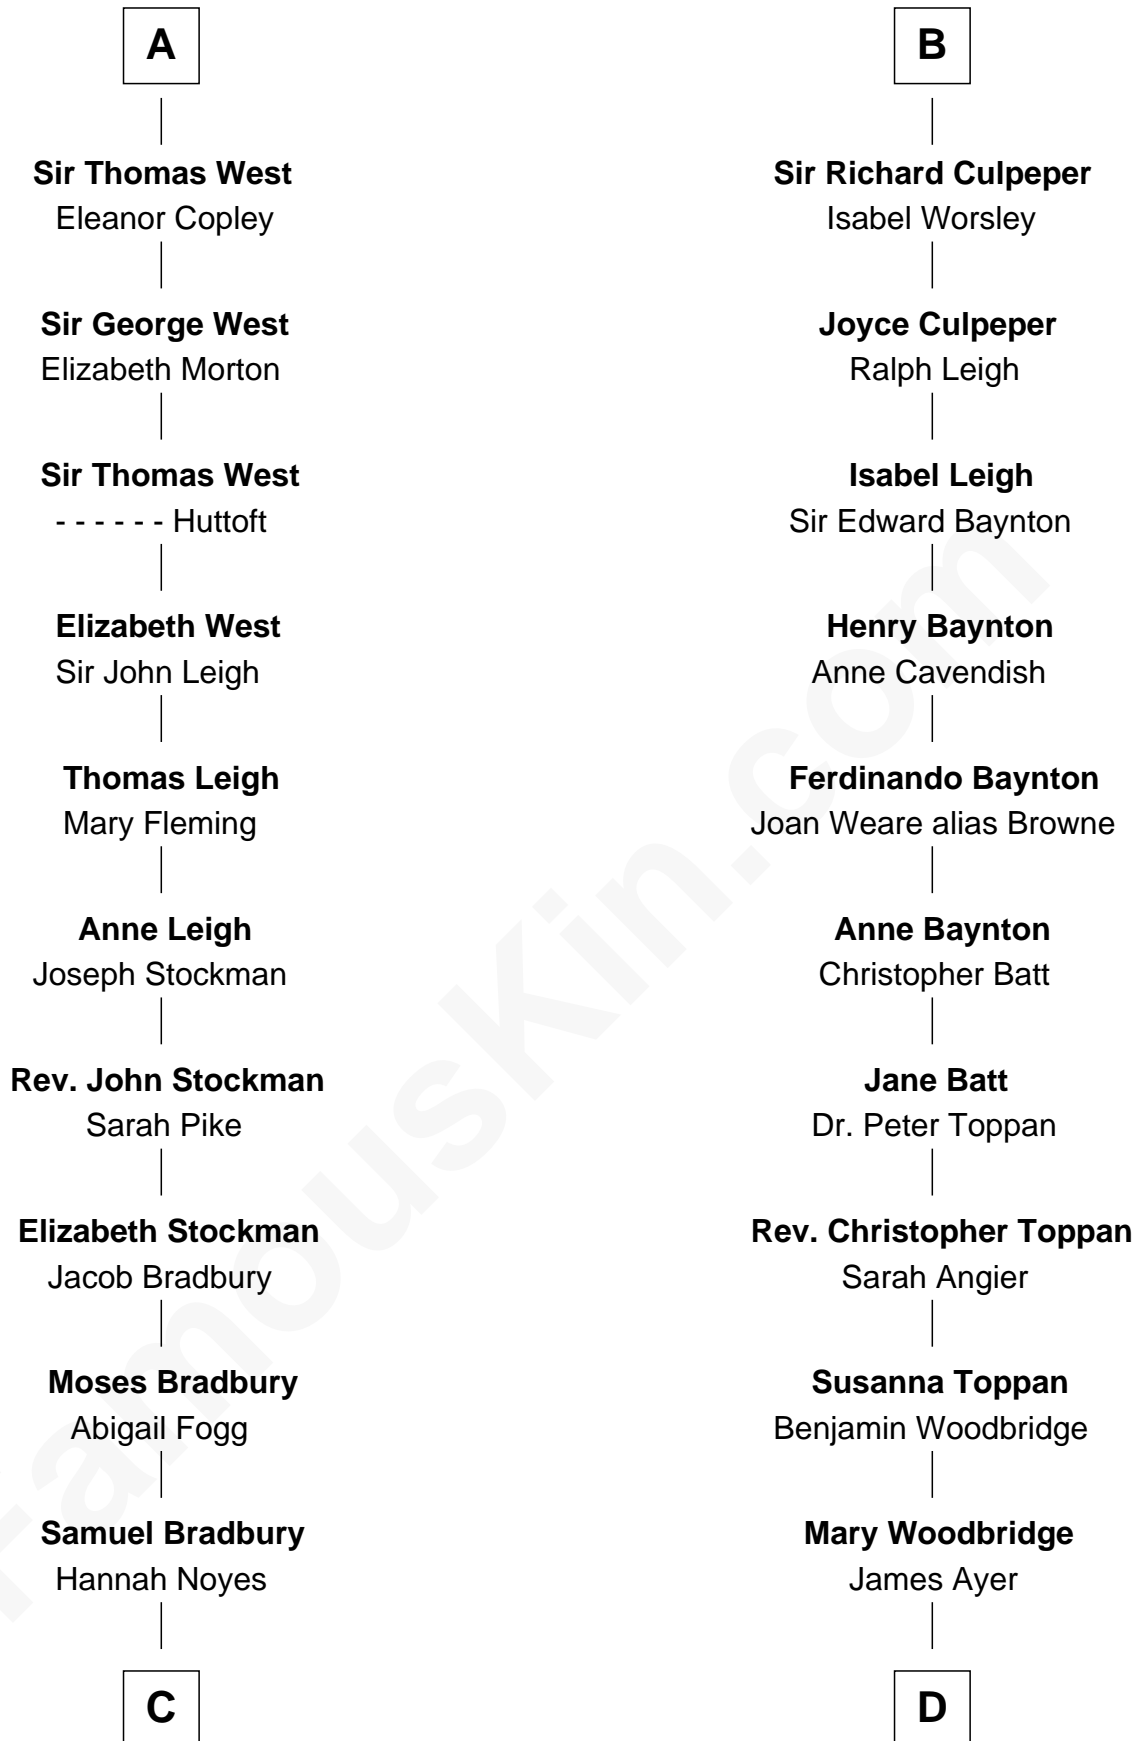 A
Sir Thomas West
Eleanor Copley
Sir George West
Elizabeth Morton
Sir Thomas West
- - - - - - Huttoft
Elizabeth West
Sir John Leigh
Thomas Leigh
Mary Fleming
Anne Leigh
Joseph Stockman
Rev. John Stockman
Sarah Pike
Elizabeth Stockman
Jacob Bradbury
Moses Bradbury
Abigail Fogg
Samuel Bradbury
Hannah Noyes
C
B
Sir Richard Culpeper
Isabel Worsley
Joyce Culpeper
Ralph Leigh
Isabel Leigh
Sir Edward Baynton
Henry Baynton
Anne Cavendish
Ferdinando Baynton
Joan Weare alias Browne
Anne Baynton
Christopher Batt
Jane Batt
Dr. Peter Toppan
Rev. Christopher Toppan
Sarah Angier
Susanna Toppan
Benjamin Woodbridge
Mary Woodbridge
James Ayer
D
FamousKin.com